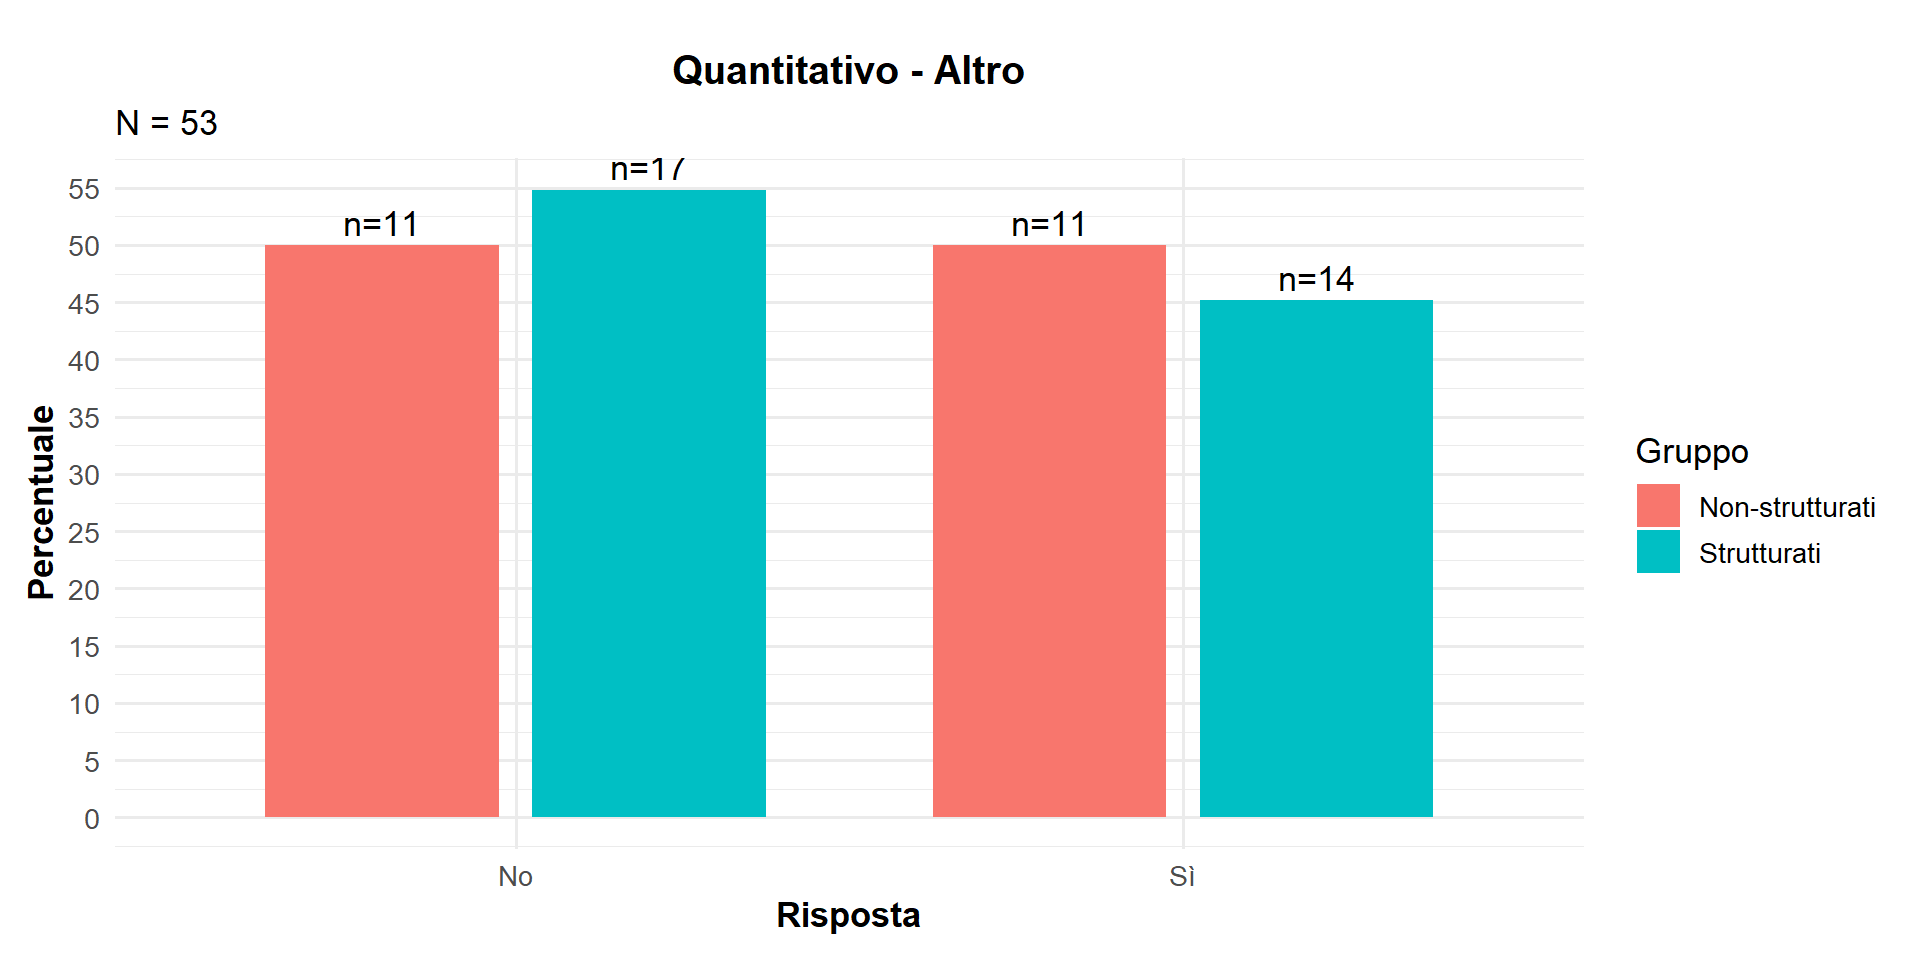 Quantitativo - Altro
N = 53
n=17
n=11
n=11
n=14
55
50
45
40
35
30
25
20
15
10
5
0
Percentuale
No
Sì
Risposta
Gruppo
Non-strutturati
Strutturati